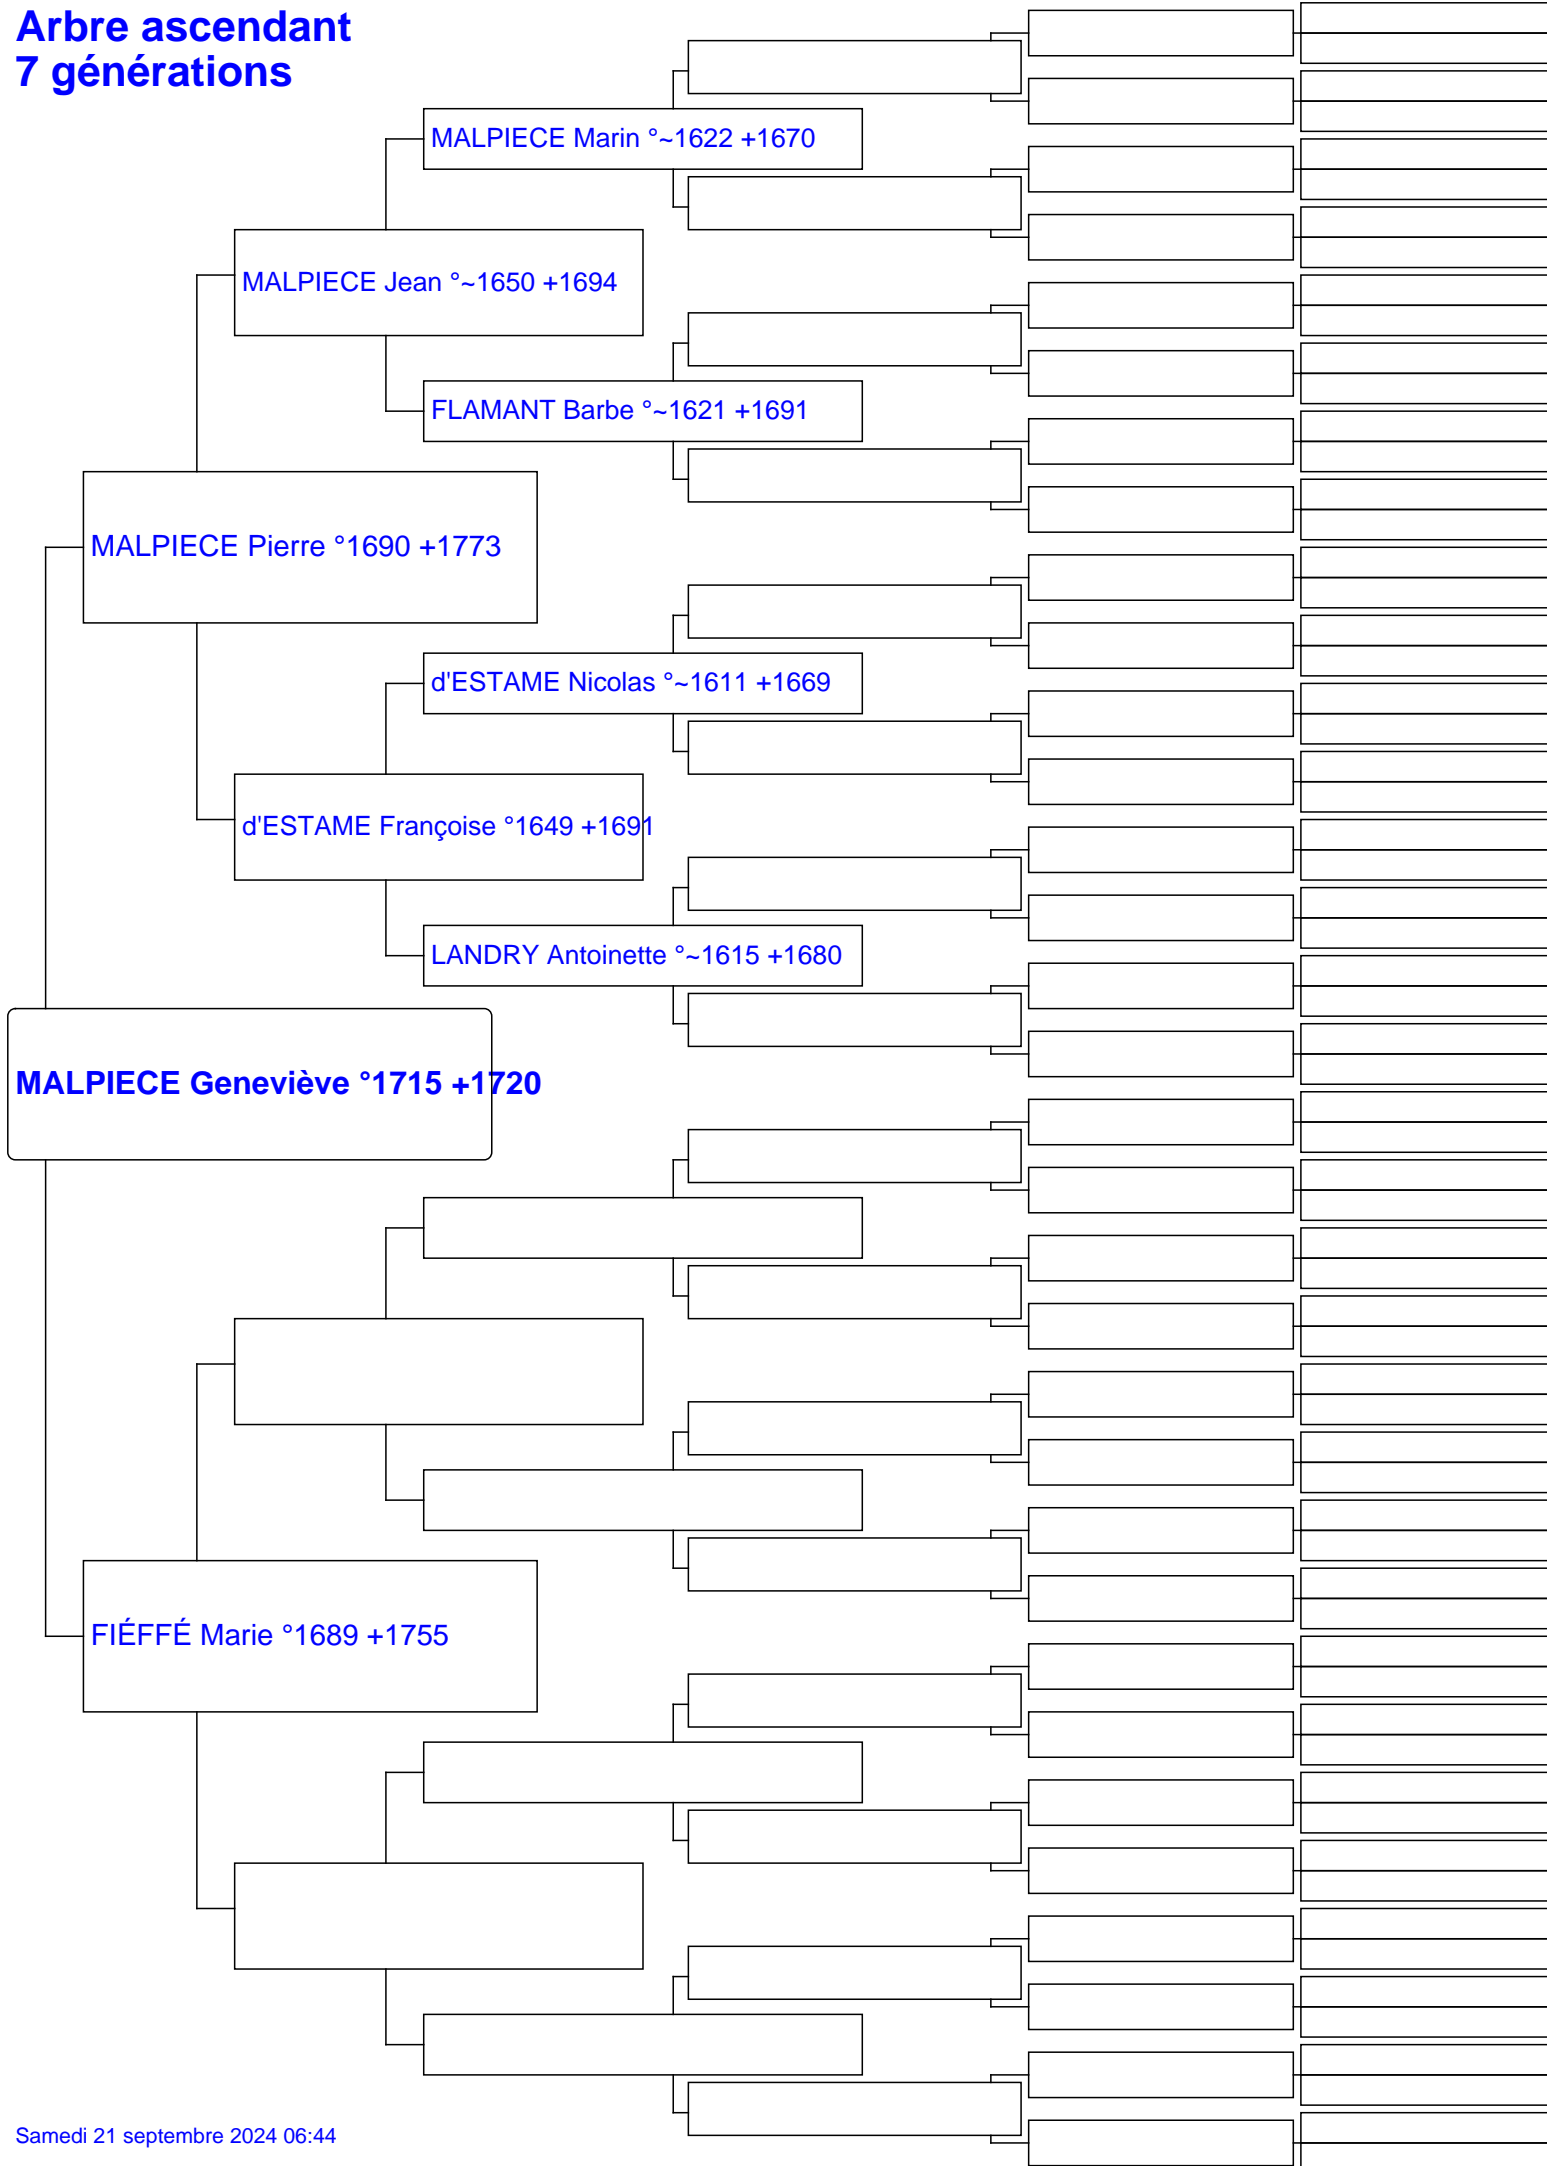 Arbre ascendant
7 générations
MALPIECE Marin °~1622 +1670
MALPIECE Jean °~1650 +1694
FLAMANT Barbe °~1621 +1691
MALPIECE Pierre °1690 +1773
d'ESTAME Nicolas °~1611 +1669
d'ESTAME Françoise °1649 +1691
LANDRY Antoinette °~1615 +1680
MALPIECE Geneviève °1715 +1720
FIÉFFÉ Marie °1689 +1755
Samedi 21 septembre 2024 06:44